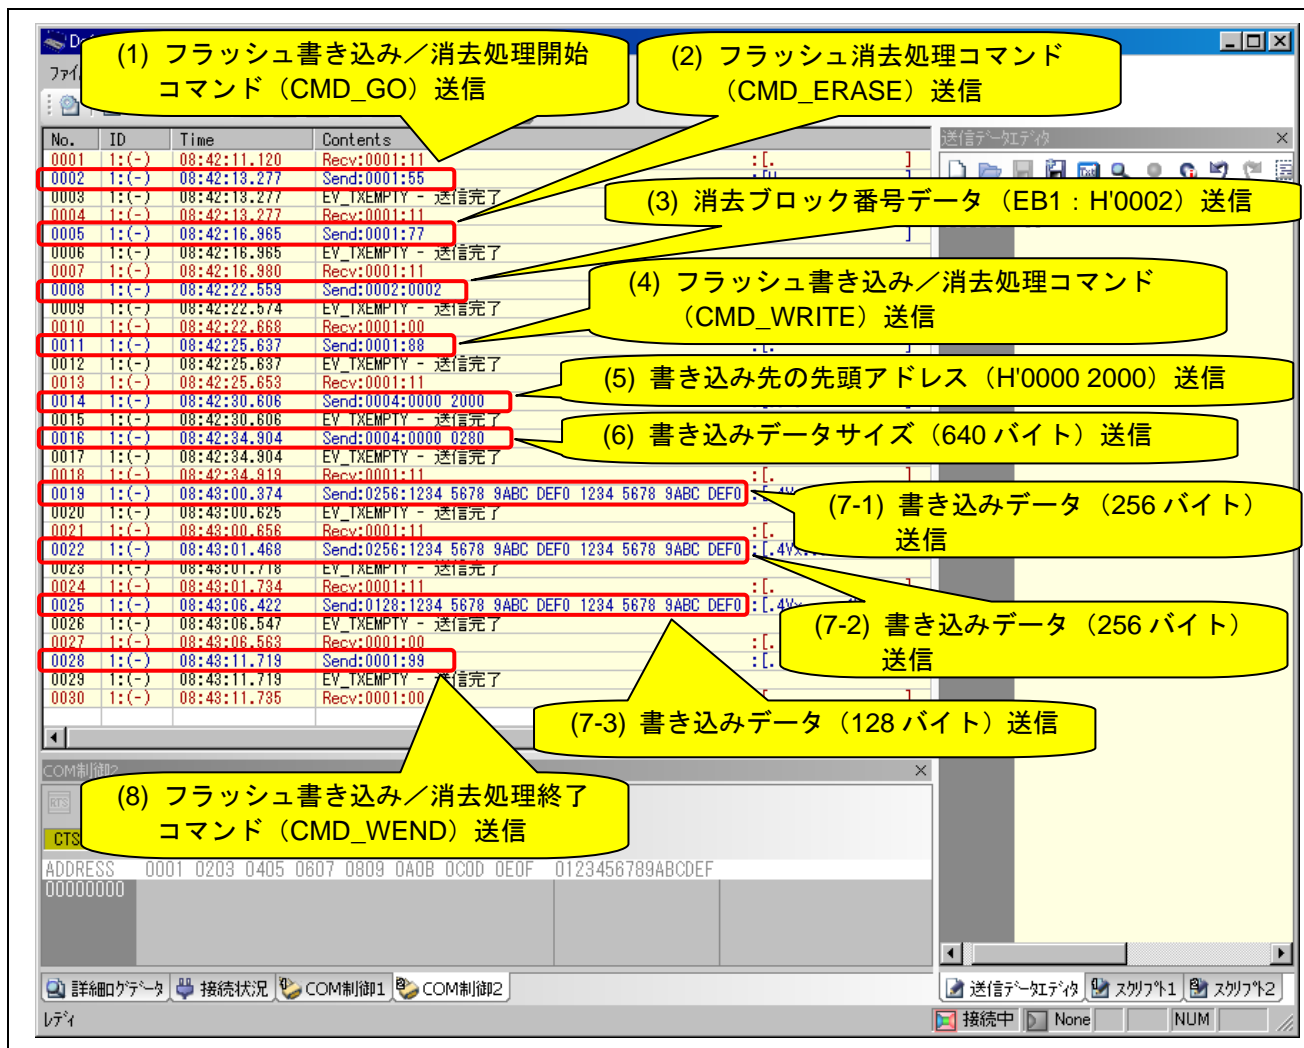 (1) フラッシュ書き込み／消去処理開始
コマンド（CMD_GO）送信
(2) フラッシュ消去処理コマンド
（CMD_ERASE）送信
No. ID Time Contents
送信ﾃﾞｰﾀｴﾃﾞｨﾀ
0001 1:(-) 08:42:11.120 Recv:0001:11 :[. ]
0002 1:(-) 08:42:13.277 Send:0001:55
0003 1:(-) 08:42:13.277 EV_TXEMPTY - 送信完了
(3) 消去ブロック番号データ（EB1：H'0002）送信
0004 1:(-) 08:42:13.277 Recv:0001:11
0005 1:(-) 08:42:16.965 Send:0001:77 ]
0006 1:(-) 08:42:16.965 EV_TXEMPTY - 送信完了
0007 1:(-) 08:42:16.980 Recv:0001:11
0008 1:(-) 08:42:22.559 Send:0002:0002
(4) フラッシュ書き込み／消去処理コマンド
（CMD_WRITE）送信
0009 1:(-) 08:42:22.574 EV_TXEMPTY - 送信完了
0010 1:(-) 08:42:22.668 Recv:0001:00
0011 1:(-) 08:42:25.637 Send:0001:88
0012 1:(-) 08:42:25.637 EV_TXEMPTY - 送信完了
0013 1:(-) 08:42:25.653 Recv:0001:11
(5) 書き込み先の先頭アドレス（H'0000 2000）送信
0014 1:(-) 08:42:30.606 Send:0004:0000 2000
0015 1:(-) 08:42:30.606 EV_TXEMPTY - 送信完了
0016 1:(-) 08:42:34.904 Send:0004:0000 0280
(6) 書き込みデータサイズ（640 バイト）送信
0017 1:(-) 08:42:34.904 EV_TXEMPTY - 送信完了
0018 1:(-) 08:42:34.919 Recv:0001:11 :[. ]
0019 1:(-) 08:43:00.374 Send:0256:1234 5678 9ABC DEF0 1234 5678 9ABC DEF0
(7-1) 書き込みデータ（256 バイト）
送信
0020 1:(-) 08:43:00.625 EV_TXEMPTY - 送信完了
0021 1:(-) 08:43:00.656 Recv:0001:11 :[.
0022 1:(-) 08:43:01.468 Send:0256:1234 5678 9ABC DEF0 1234 5678 9ABC DEF0 :[.4Vx
0023 1:(-) 08:43:01.718 EV_TXEMPTY - 送信完了
0024 1:(-) 08:43:01.734 Recv:0001:11 :[. ]
0025 1:(-) 08:43:06.422 Send:0128:1234 5678 9ABC DEF0 1234 5678 9ABC DEF0 :[.4Vx
(7-2) 書き込みデータ（256 バイト）
送信
0026 1:(-) 08:43:06.547 EV_TXEMPTY - 送信完了
0027 1:(-) 08:43:06.563 Recv:0001:00 :[.
0028 1:(-) 08:43:11.719 Send:0001:99 :[.
0029 1:(-) 08:43:11.719 EV_TXEMPTY - 送信完了
0030 1:(-) 08:43:11.735 Recv:0001:00 ]
(7-3) 書き込みデータ（128 バイト）送信
COM制御2
RTS
(8) フラッシュ書き込み／消去処理終了
コマンド（CMD_WEND）送信
CTS
ADDRESS 0001 0203 0405 0607 0809 0A0B 0C0D 0E0F 0123456789ABCDEF
00000000
詳細ﾛｸﾞﾃﾞｰﾀ 接続状況 COM制御1 COM制御2
送信ﾃﾞｰﾀｴﾃﾞｨﾀ ｽｸﾘﾌﾟﾄ1 ｽｸﾘﾌﾟﾄ2
ﾚﾃﾞｨ 接続中 None NUM